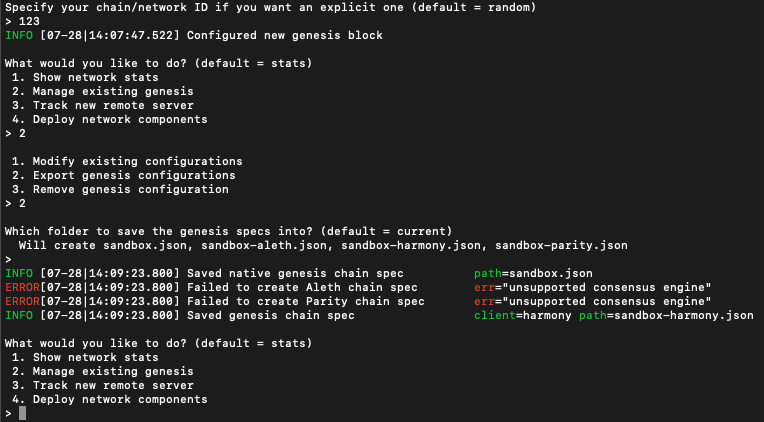 Specify your chain/network ID if you want an explicit one (default = random)
> 123
INFO [07-28|14:07:47.522] Configured new genesis block
What would you like to do? (default = stats)
1. Show network stats
2. Manage existing genesis
3. Track new remote server
4. Deploy network components
> 2
1. Modify existing configurations
2. Export genesis configurations
3. Remove genesis configuration
> 2
Which folder to save the genesis specs into? (default = current)
Will create sandbox.json, sandbox-aleth.json, sandbox-harmony.json, sandbox-parity.json
>
INFO [07-28|14:09:23.800] Saved native genesis chain spec path=sandbox.json
ERROR[07-28|14:09:23.800] Failed to create Aleth chain spec err="unsupported consensus engine"
ERROR[07-28|14:09:23.800] Failed to create Parity chain spec err="unsupported consensus engine"
INFO [07-28|14:09:23.800] Saved genesis chain spec client=harmony path=sandbox-harmony.json
What would you like to do? (default = stats)
1. Show network stats
2. Manage existing genesis
3. Track new remote server
4. Deploy network components
>